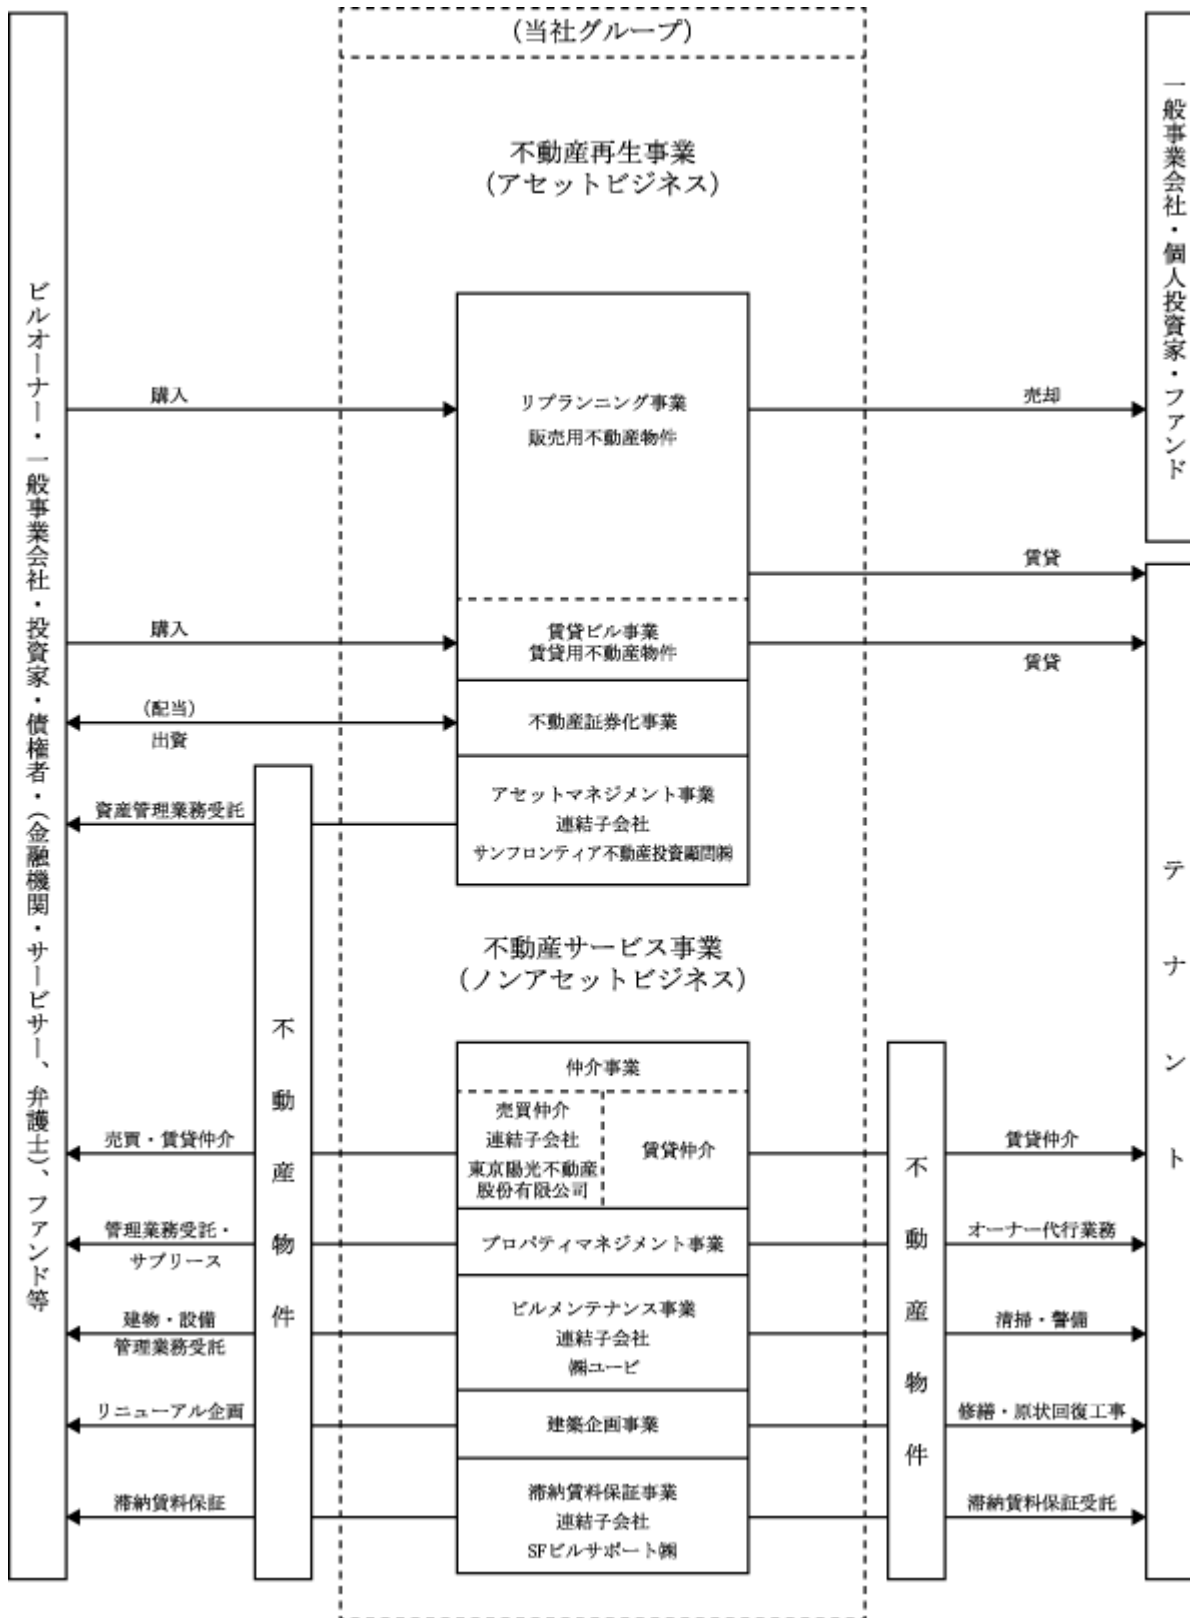 (当社グループ)
不動産再生事業
(アセットビジネス)
ビルオーナー・一般事業会社・投資家・債権者・(金融機関・サービサー、弁護士)、ファンド等
一般事業会社・個人投資家・ファンド
購入
リプランニング事業
販売用不動産物件
売却
賃貸
購入
賃貸ビル事業
賃貸用不動産物件
賃貸
(配当)
出資
不動産証券化事業
資産管理業務受託
アセットマネジメント事業
連結子会社
サンフロンティア不動産投資顧問㈱
テナント
不動産サービス事業
(ノンアセットビジネス)
不動産物件
不動産物件
仲介事業
売買・賃貸仲介
売買仲介
連結子会社
東京陽光不動産
股份有限公司
賃貸仲介
賃貸仲介
管理業務受託・
サブリース
プロパティマネジメント事業
オーナー代行業務
建物・設備
管理業務受託
ビルメンテナンス事業
連結子会社
㈱ユービ
清掃・警備
リニューアル企画
建築企画事業
修繕・原状回復工事
滞納賃料保証
滞納賃料保証事業
連結子会社
SFビルサポート㈱
滞納賃料保証受託